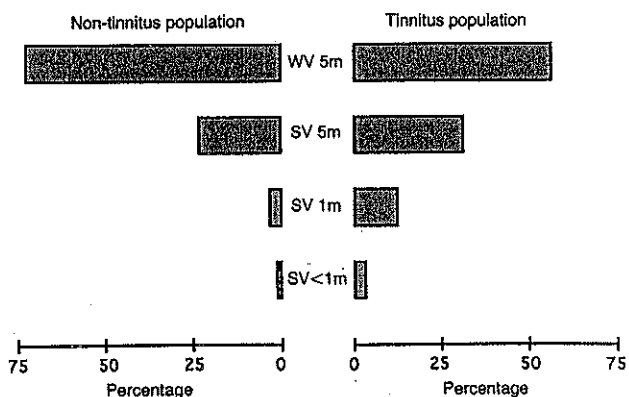 Non-tinnitus population Tinnitus population
WV 5m
SV 5m
SV 1m
SV<1m
75 50 25 0 0 25 50 75
Percentage Percentage